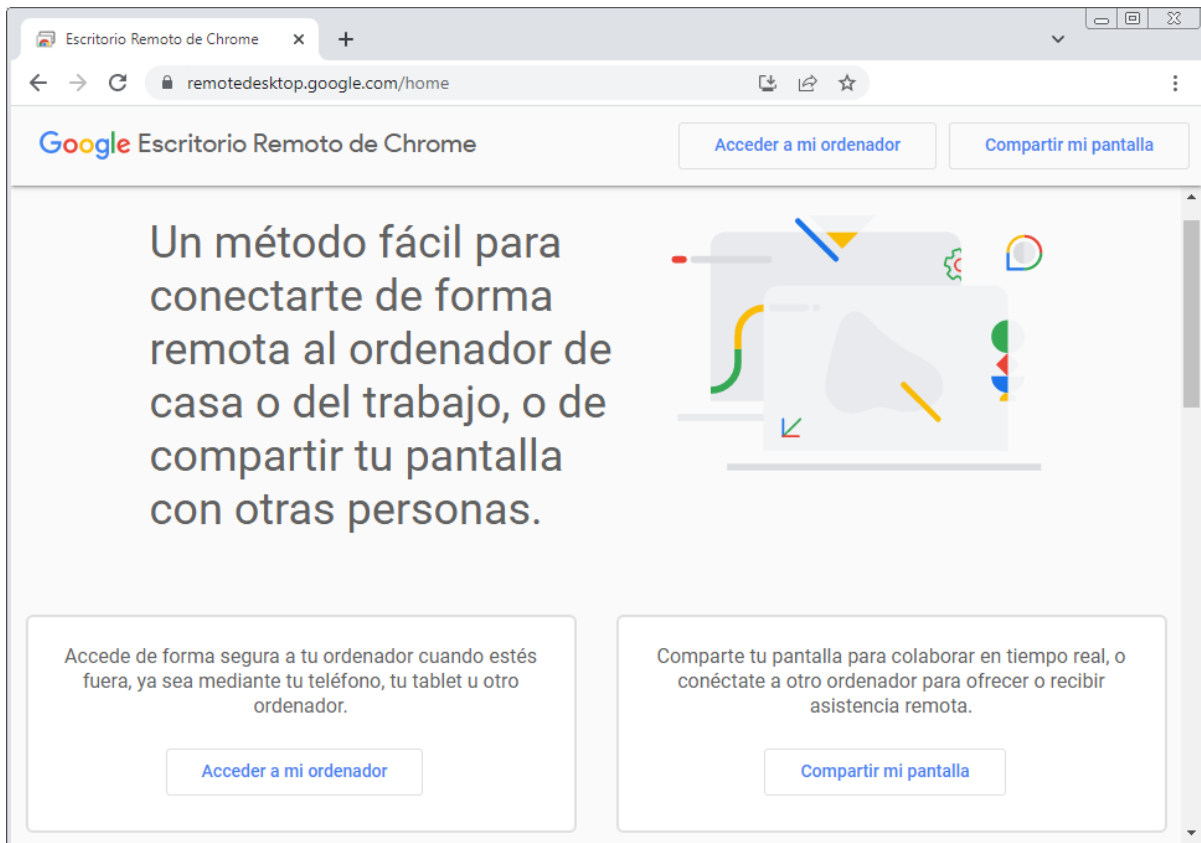 Escritorio Remoto de Chrome
remotedesktop.google.com/home
Google Escritorio Remoto de Chrome
Acceder a mi ordenador
Compartir mi pantalla
Un método fácil para
conectarte de forma
remota al ordenador de
casa o del trabajo, o de
compartir tu pantalla
con otras personas.
Accede de forma segura a tu ordenador cuando estés
fuera, ya sea mediante tu teléfono, tu tablet u otro
ordenador.
Acceder a mi ordenador
Comparte tu pantalla para colaborar en tiempo real, o
conéctate a otro ordenador para ofrecer o recibir
asistencia remota.
Compartir mi pantalla